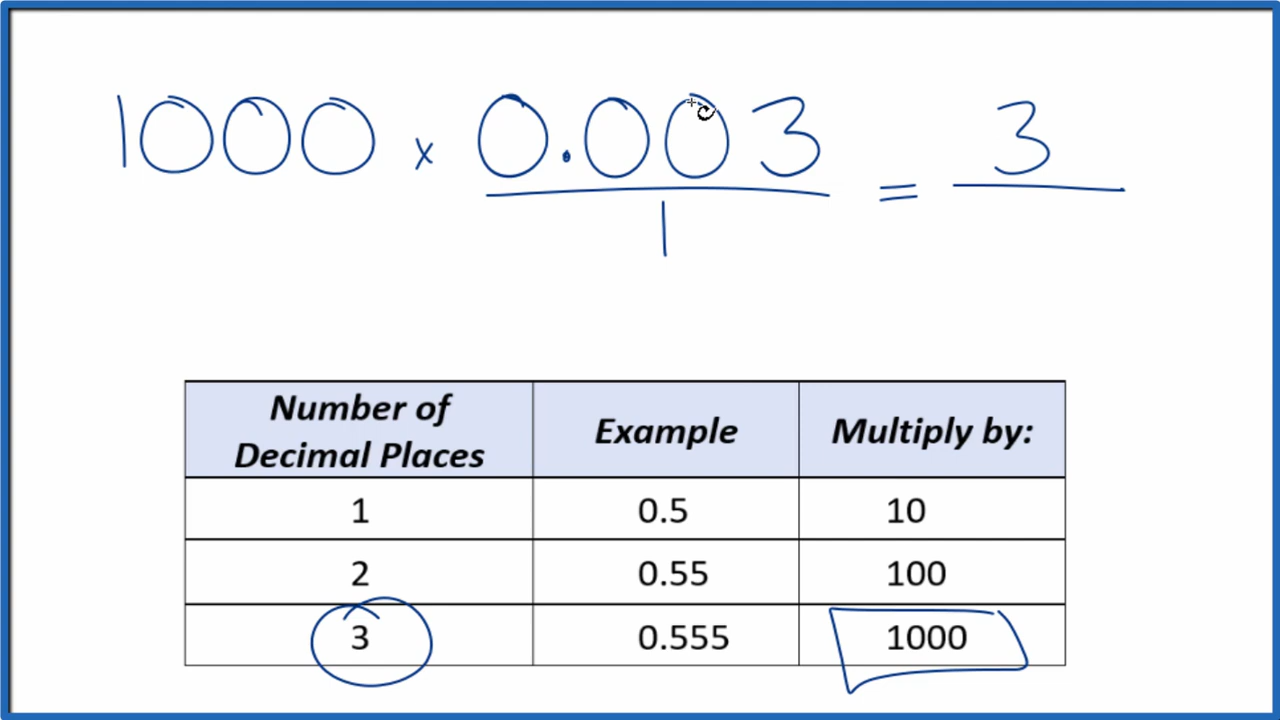 1000 x 0.003 = 3
1
Number of Decimal Places Example Multiply by:
1 0.5 10
2 0.55 100
3 0.555 1000